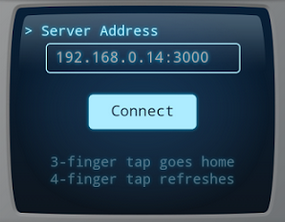 > Server Address
192.168.0.14:3000
Connect
3-finger tap goes home
4-finger tap refreshes